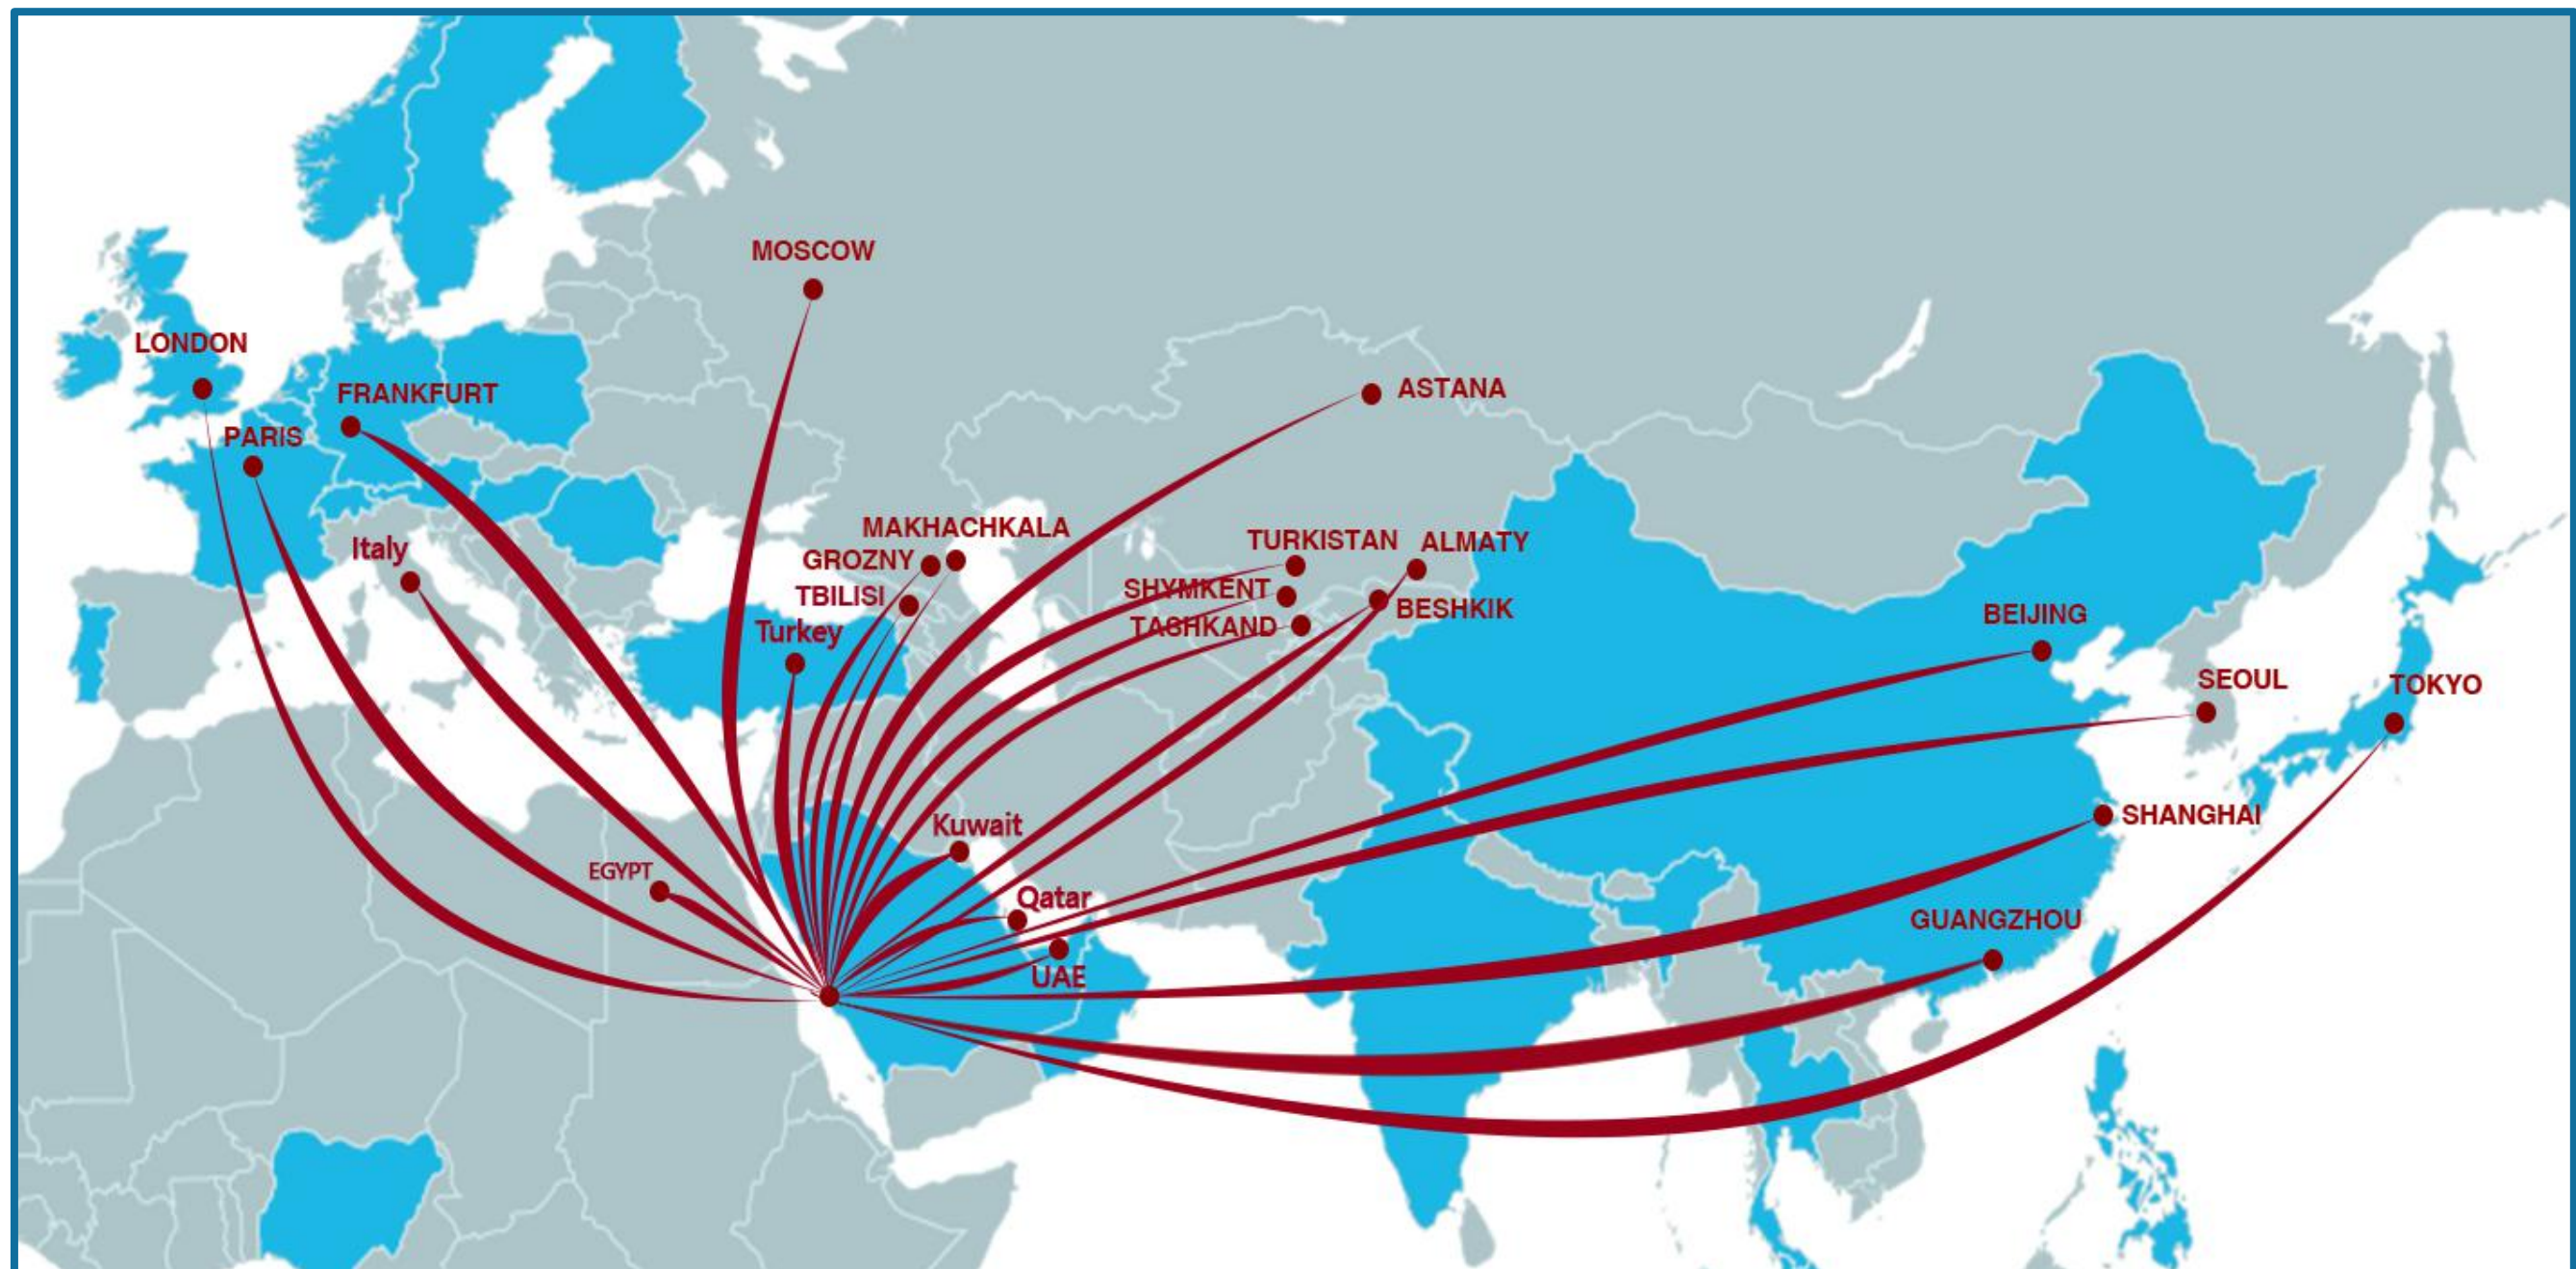 MOSCOW
LONDON
FRANKFURT
ASTANA
PARIS
MAKHACHKALA
Italy
GROZNY
TURKISTAN
ALMATY
TBILISI
SHYMKENT
BESHKIK
Turkey
TASHKAND
BEIJING
SEOUL
TOKYO
Kuwait
SHANGHAI
EGYPT
Qatar
GUANGZHOU
UAE